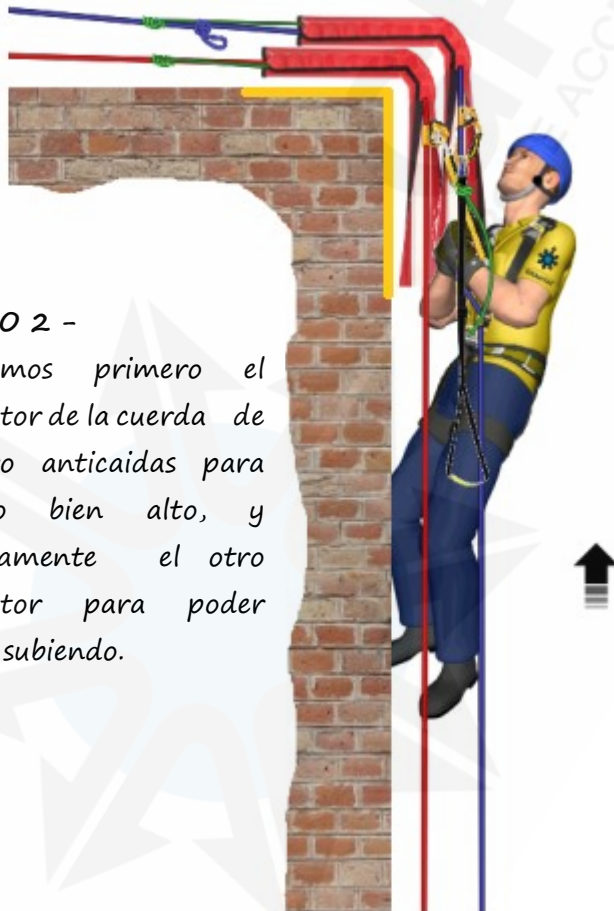 O 2 -
mos primero el
tor de la cuerda de
o anticaidas para
o bien alto, y
amente el otro
tor para poder
subiendo.